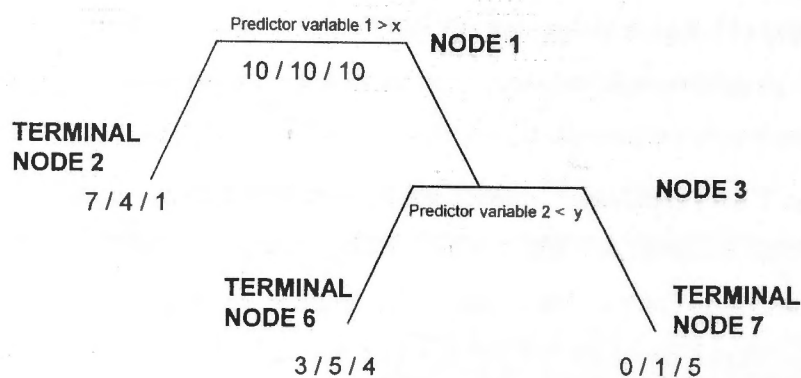 Predictor variable 1 > x
NODE 1
10 / 10 / 10
TERMINAL
NODE 2
7 / 4 / 1
NODE 3
Predictor variable 2 < y
TERMINAL
NODE 6
3 / 5 / 4
TERMINAL
NODE 7
0 / 1 / 5